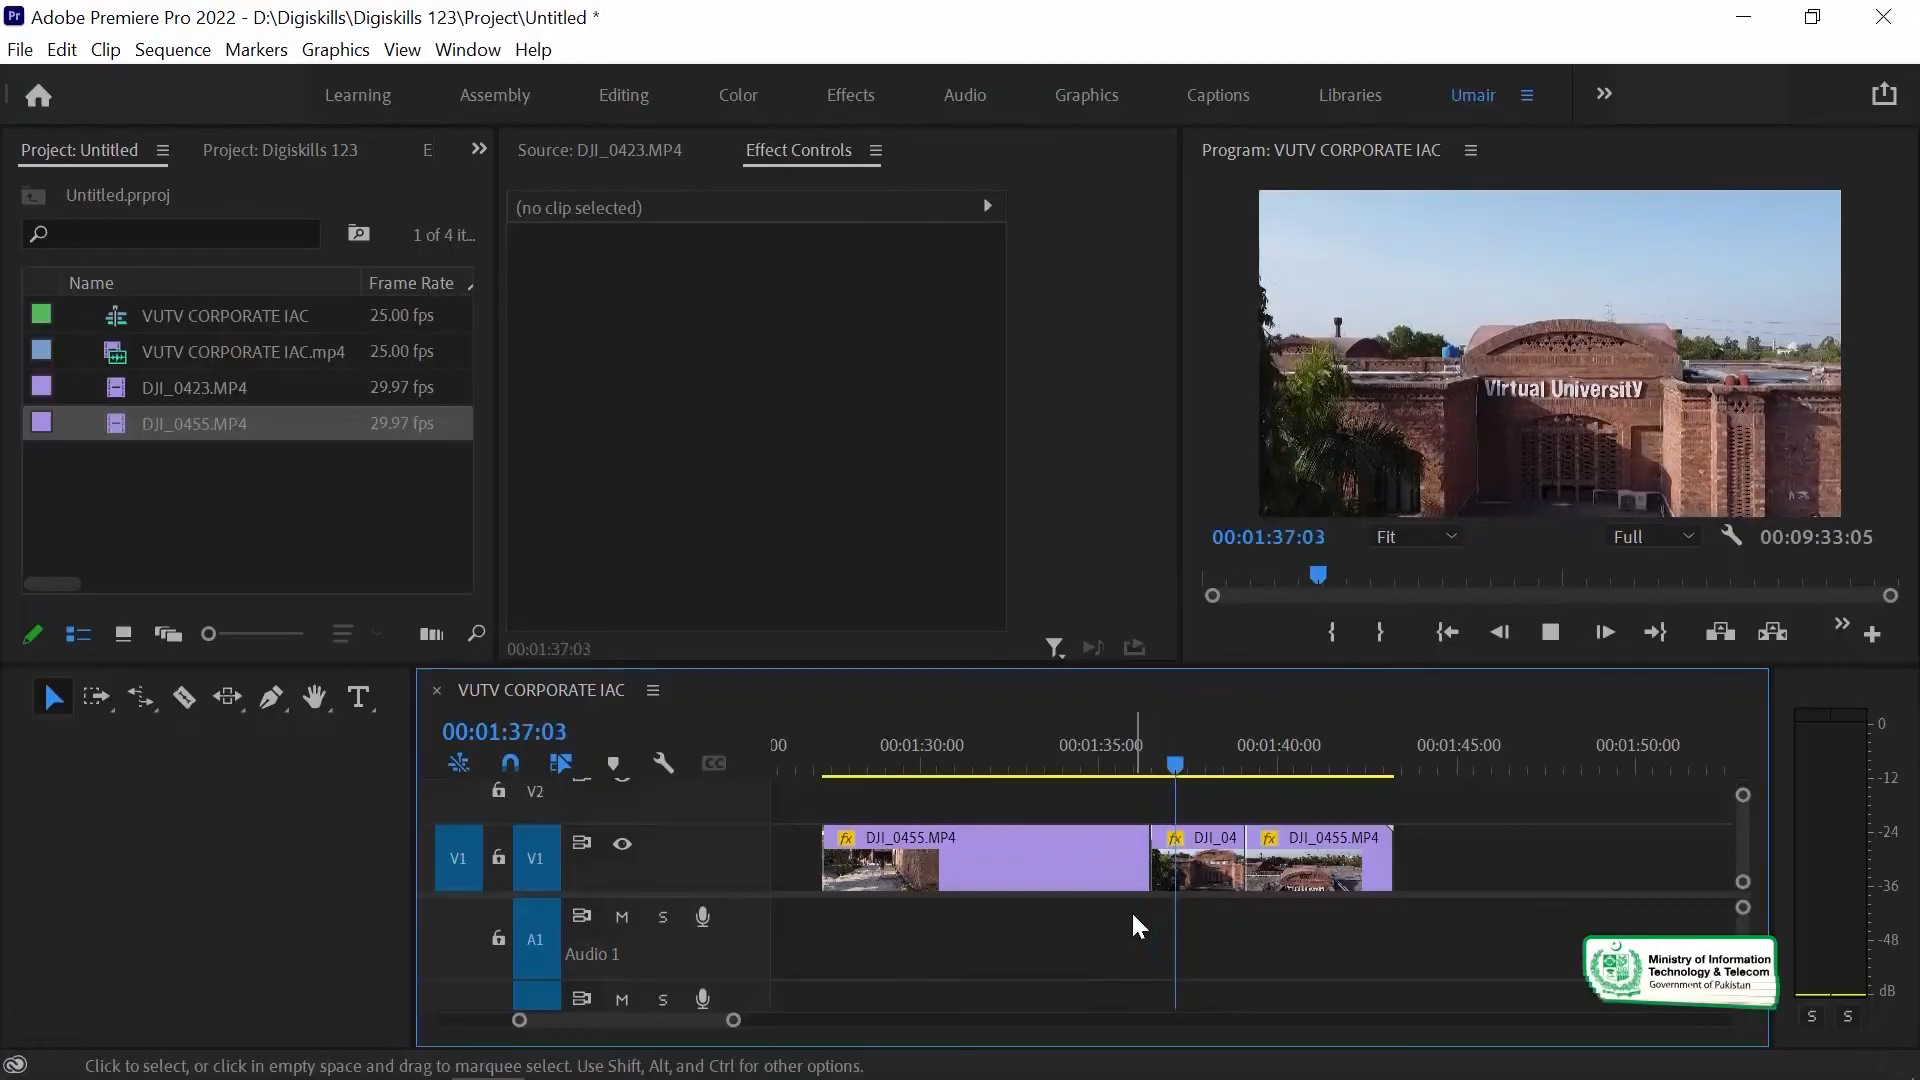 Pr Adobe Premiere Pro 2022 - D:\Digiskills\Digiskills 123\Project\Untitled *
File Edit Clip Sequence Markers Graphics View Window Help
Learning Assembly Editing Color Effects Audio Graphics Captions Libraries Umair
Project: Untitled Project: Digiskills 123 E
Untitled.prproj
1 of 4 it...
Name Frame Rate
VUTV CORPORATE IAC 25.00 fps
VUTV CORPORATE IAC.mp4 25.00 fps
DJI_0423.MP4 29.97 fps
DJI_0455.MP4 29.97 fps
Source: DJI_0423.MP4 Effect Controls
(no clip selected)
00:01:37:03
Program: VUTV CORPORATE IAC
Virtual University
00:01:37:03 Fit Full 00:09:33:05
T
× VUTV CORPORATE IAC
00:01:37:03
00 00:01:30:00 00:01:35:00 00:01:40:00 00:01:45:00 00:01:50:00
CC
V2
V1 V1
fx DJI_0455.MP4 fx DJI_04 fx DJI_0455.MP4
A1 M S
Audio 1
M S
0
-12
-24
-36
-48
dB
S S
Ministry of Information
Technology & Telecom
Government of Pakistan
Click to select, or click in empty space and drag to marquee select. Use Shift, Alt, and Ctrl for other options.